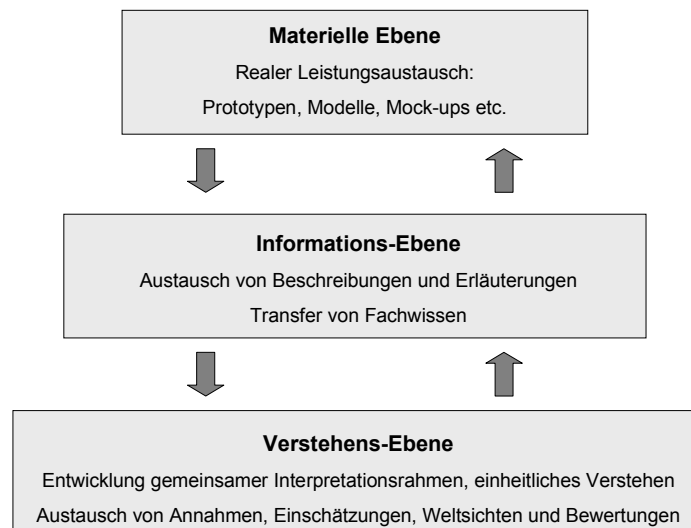 Materielle Ebene
Realer Leistungsaustausch:
Prototypen, Modelle, Mock-ups etc.
Informations-Ebene
Austausch von Beschreibungen und Erläuterungen
Transfer von Fachwissen
Verstehens-Ebene
Entwicklung gemeinsamer Interpretationsrahmen, einheitliches Verstehen
Austausch von Annahmen, Einschätzungen, Weltsichten und Bewertungen